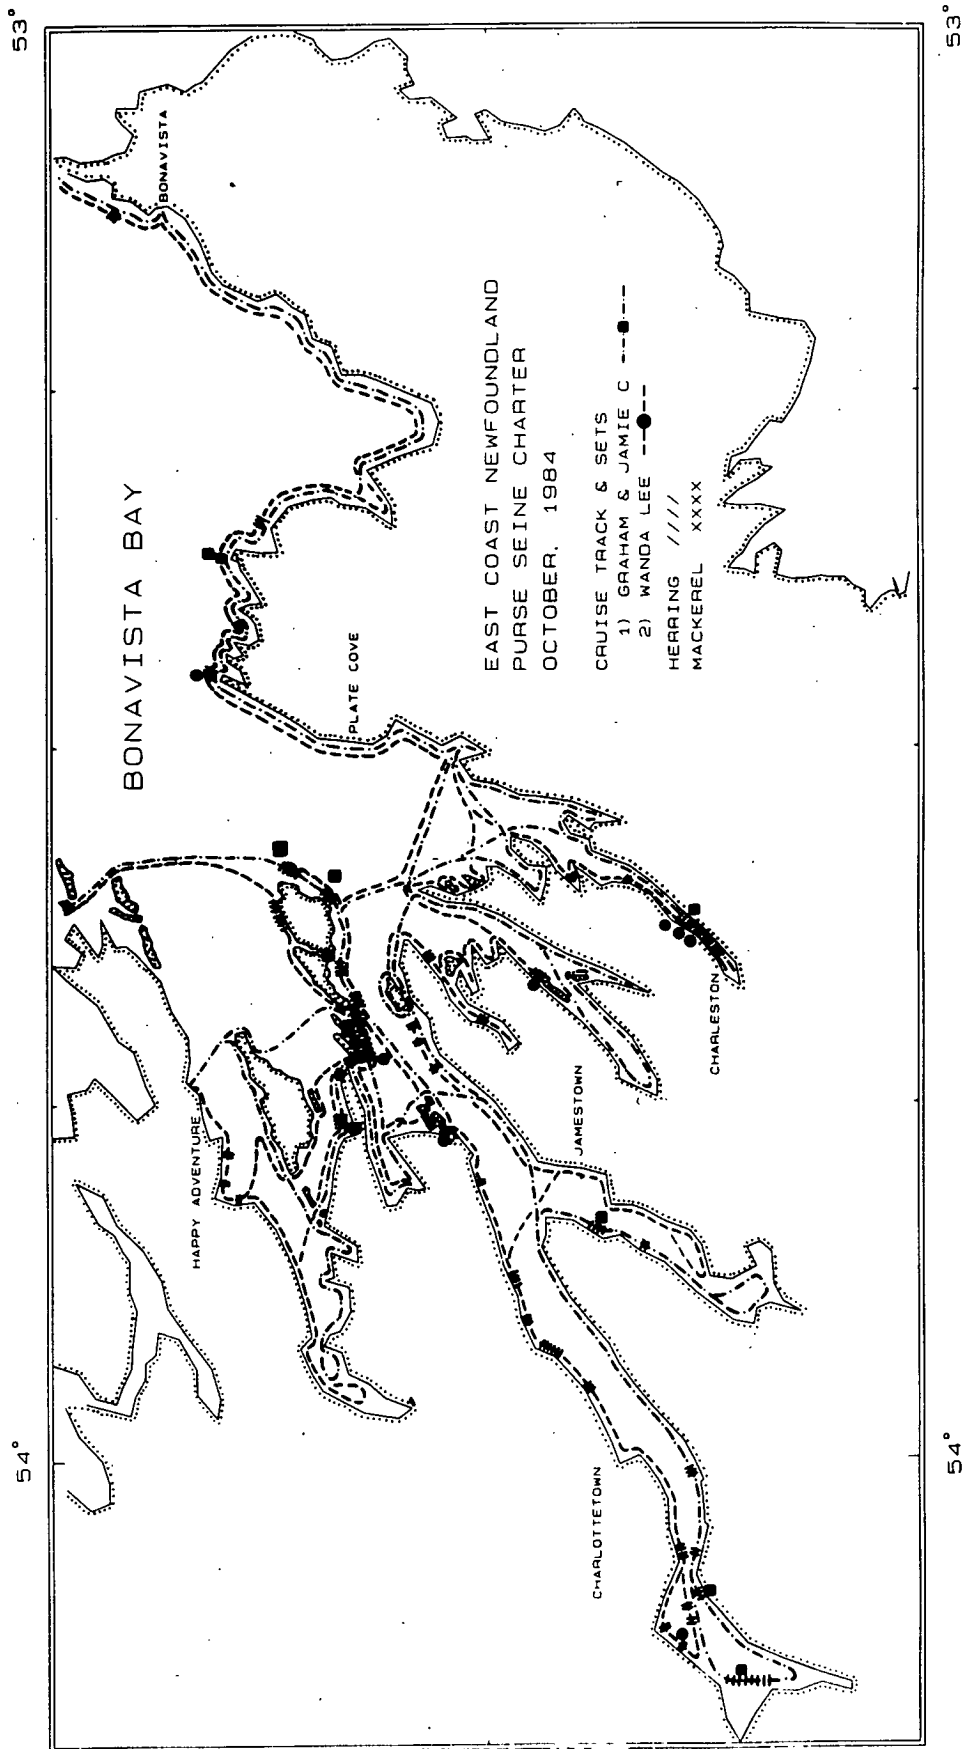 53°
53°
BONAVISTA
BONAVISTA BAY
EAST COAST NEWFOUNDLAND
PURSE SEINE CHARTER
OCTOBER, 1984
CRUISE TRACK & SETS
1) GRAHAM & JAMIE C
2) WANDA LEE
HERRING ////
MACKEREL XXXX
PLATE COVE
HAPPY ADVENTURE
JAMESTOWN
CHARLESTON
CHARLOTTETOWN
54°
54°